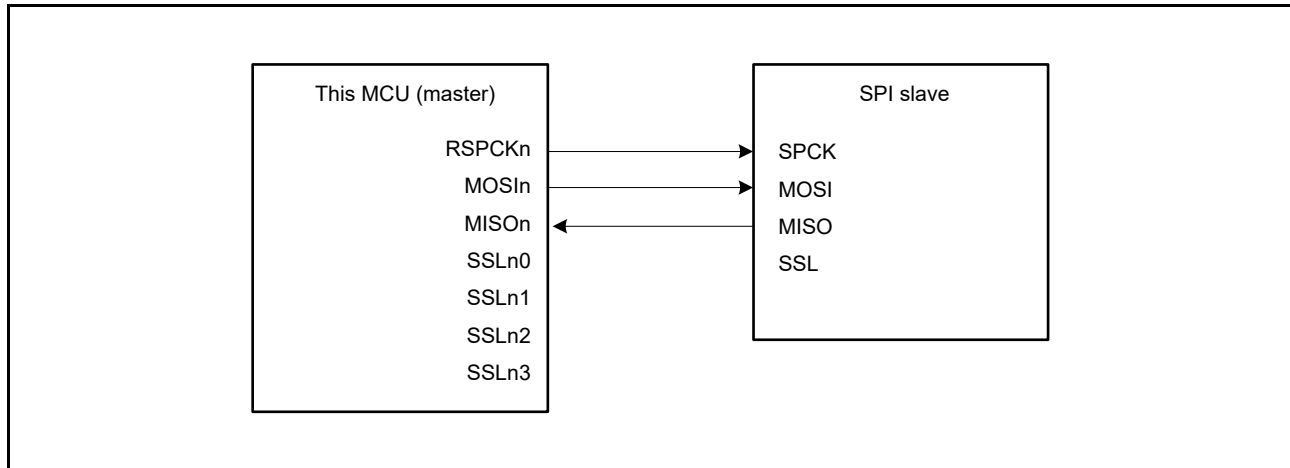 This MCU (master)
RSPCKn
MOSIn
MISOn
SSLn0
SSLn1
SSLn2
SSLn3
SPI slave
SPCK
MOSI
MISO
SSL